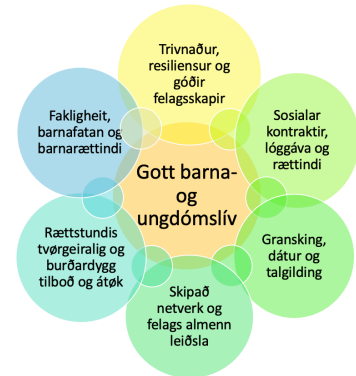 Trivnaður,
resiliensur og
góðir
felagsskapir
Sosialar
kontraktir,
lóggáva og
rættindi
Gransking,
dátur og
talgilding
Skipað
netverk og
felags almenn
leiðsla
Rættstundis
tvørgeiralig og
burðardygg
tilboð og átøk
Fakligheit,
barnafatan og
barnarættindi
Gott barna-
og
ungdómslív